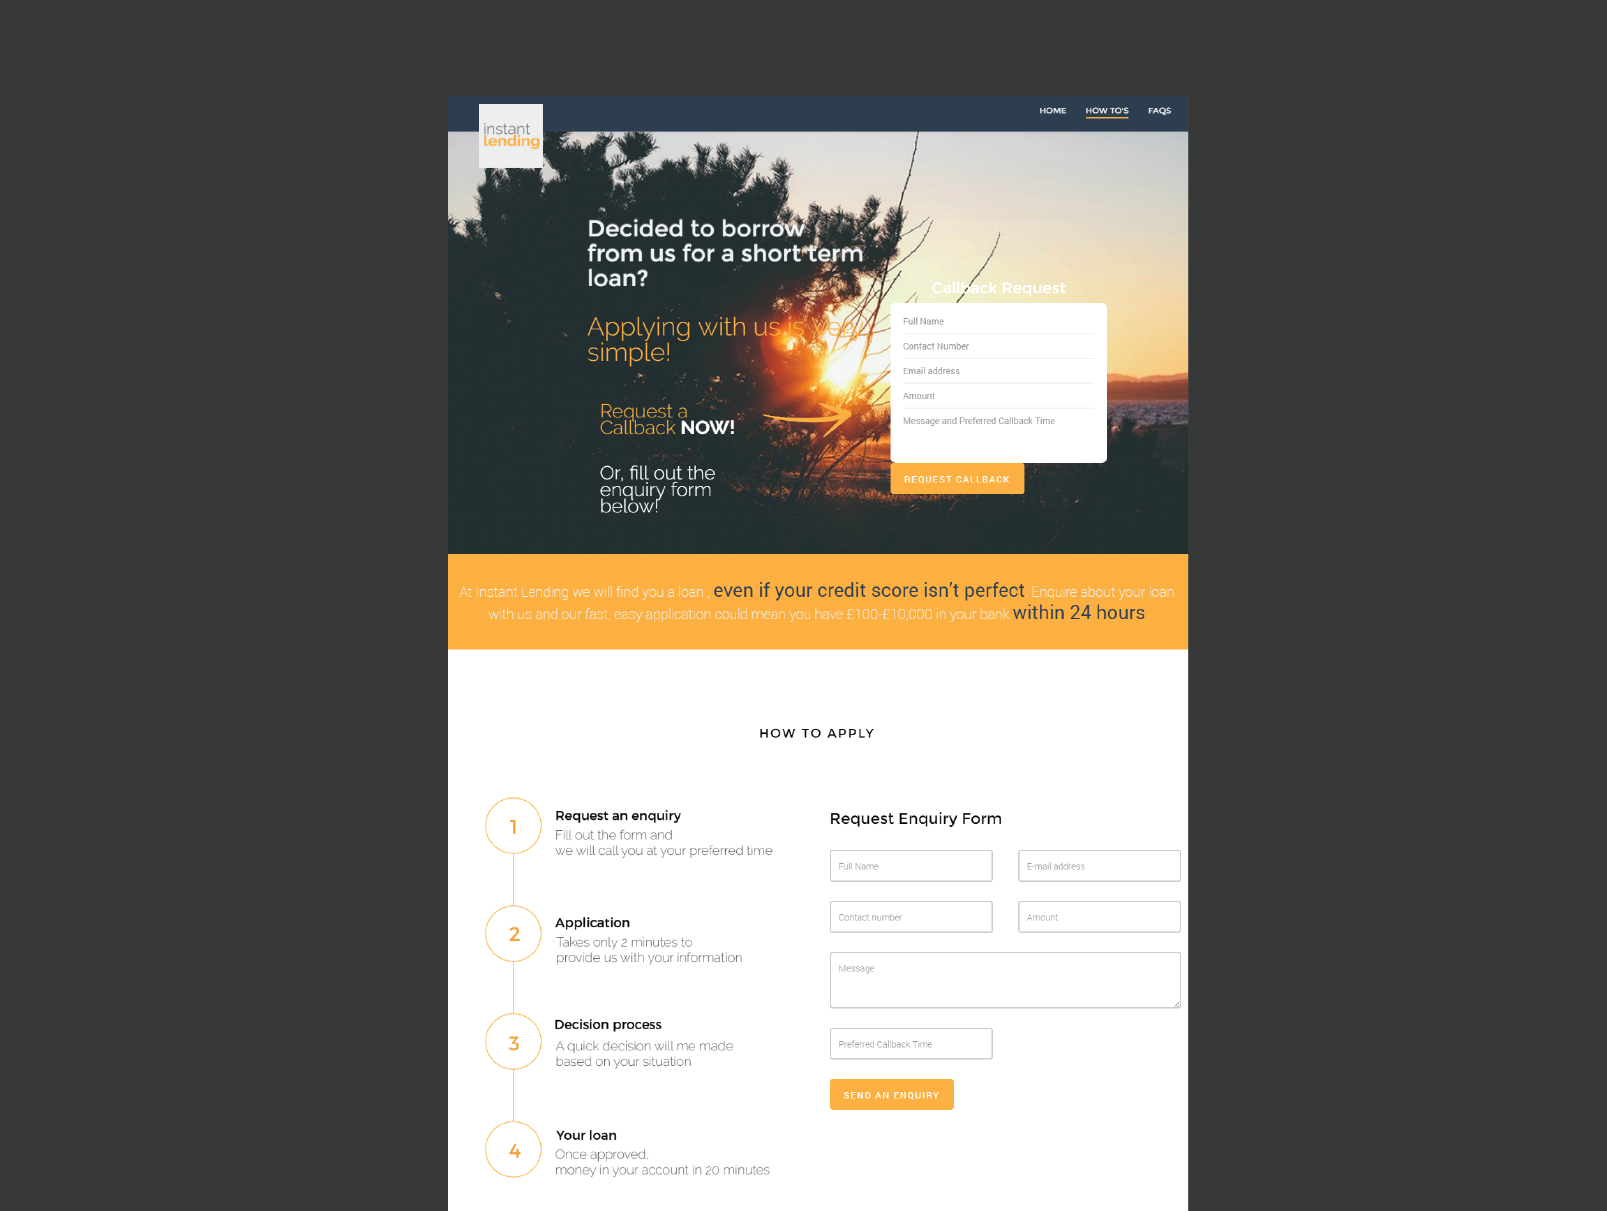 instant
lending
HOME HOW TO'S FAQS
Decided to borrow
from us for a short term
loan?
Applying with us is very
simple!
Request a
Callback NOW!
Or, fill out the
enquiry form
below!
Callback Request
Full Name
Contact Number
Email address
Amount
Message and Preferred Callback Time
REQUEST CALLBACK
At Instant Lending we will find you a loan , even if your credit score isn't perfect Enquire about your loan
with us and our fast, easy application could mean you have £100-£10,000 in your bank within 24 hours
HOW TO APPLY
1
Request an enquiry
Fill out the form and
we will call you at your preferred time
2
Application
Takes only 2 minutes to
provide us with your information
3
Decision process
A quick decision will me made
based on your situation
4
Your loan
Once approved,
money in your account in 20 minutes
Request Enquiry Form
Full Name
E-mail address
Contact number
Amount
Message
Preferred Callback Time
SEND AN ENQUIRY